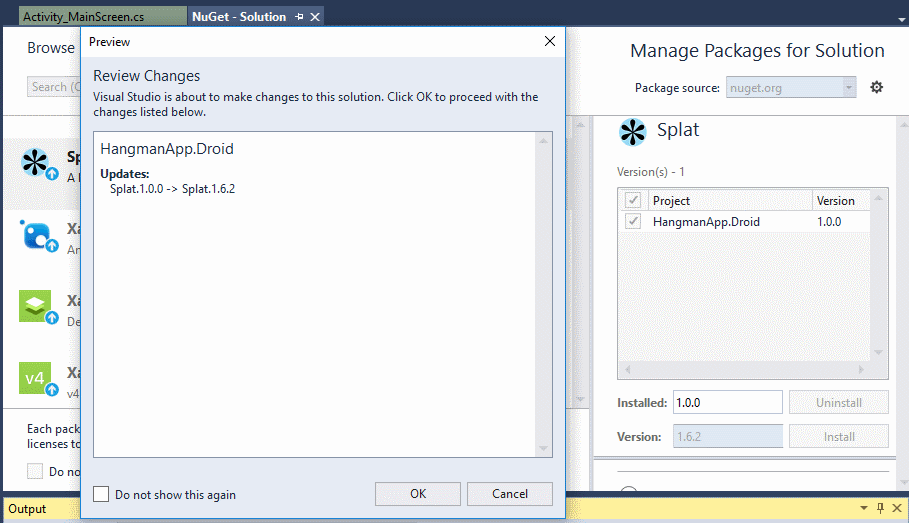 Activity_MainScreen.cs
NuGet - Solution
Browse
Manage Packages for Solution
Package source:
nuget.org
Preview
Review Changes
Visual Studio is about to make changes to this solution. Click OK to proceed with the
changes listed below.
HangmanApp.Droid
Updates:
Splat.1.0.0 -> Splat.1.6.2
Do not show this again
OK
Cancel
Search (C
Sp
A l
Xa
An
Xa
De
v4
Xa
v4
Each pack
licenses to
Do no
Splat
Version(s) - 1
Project
Version
HangmanApp.Droid
1.0.0
Installed:
1.0.0
Uninstall
Version:
1.6.2
Install
Output